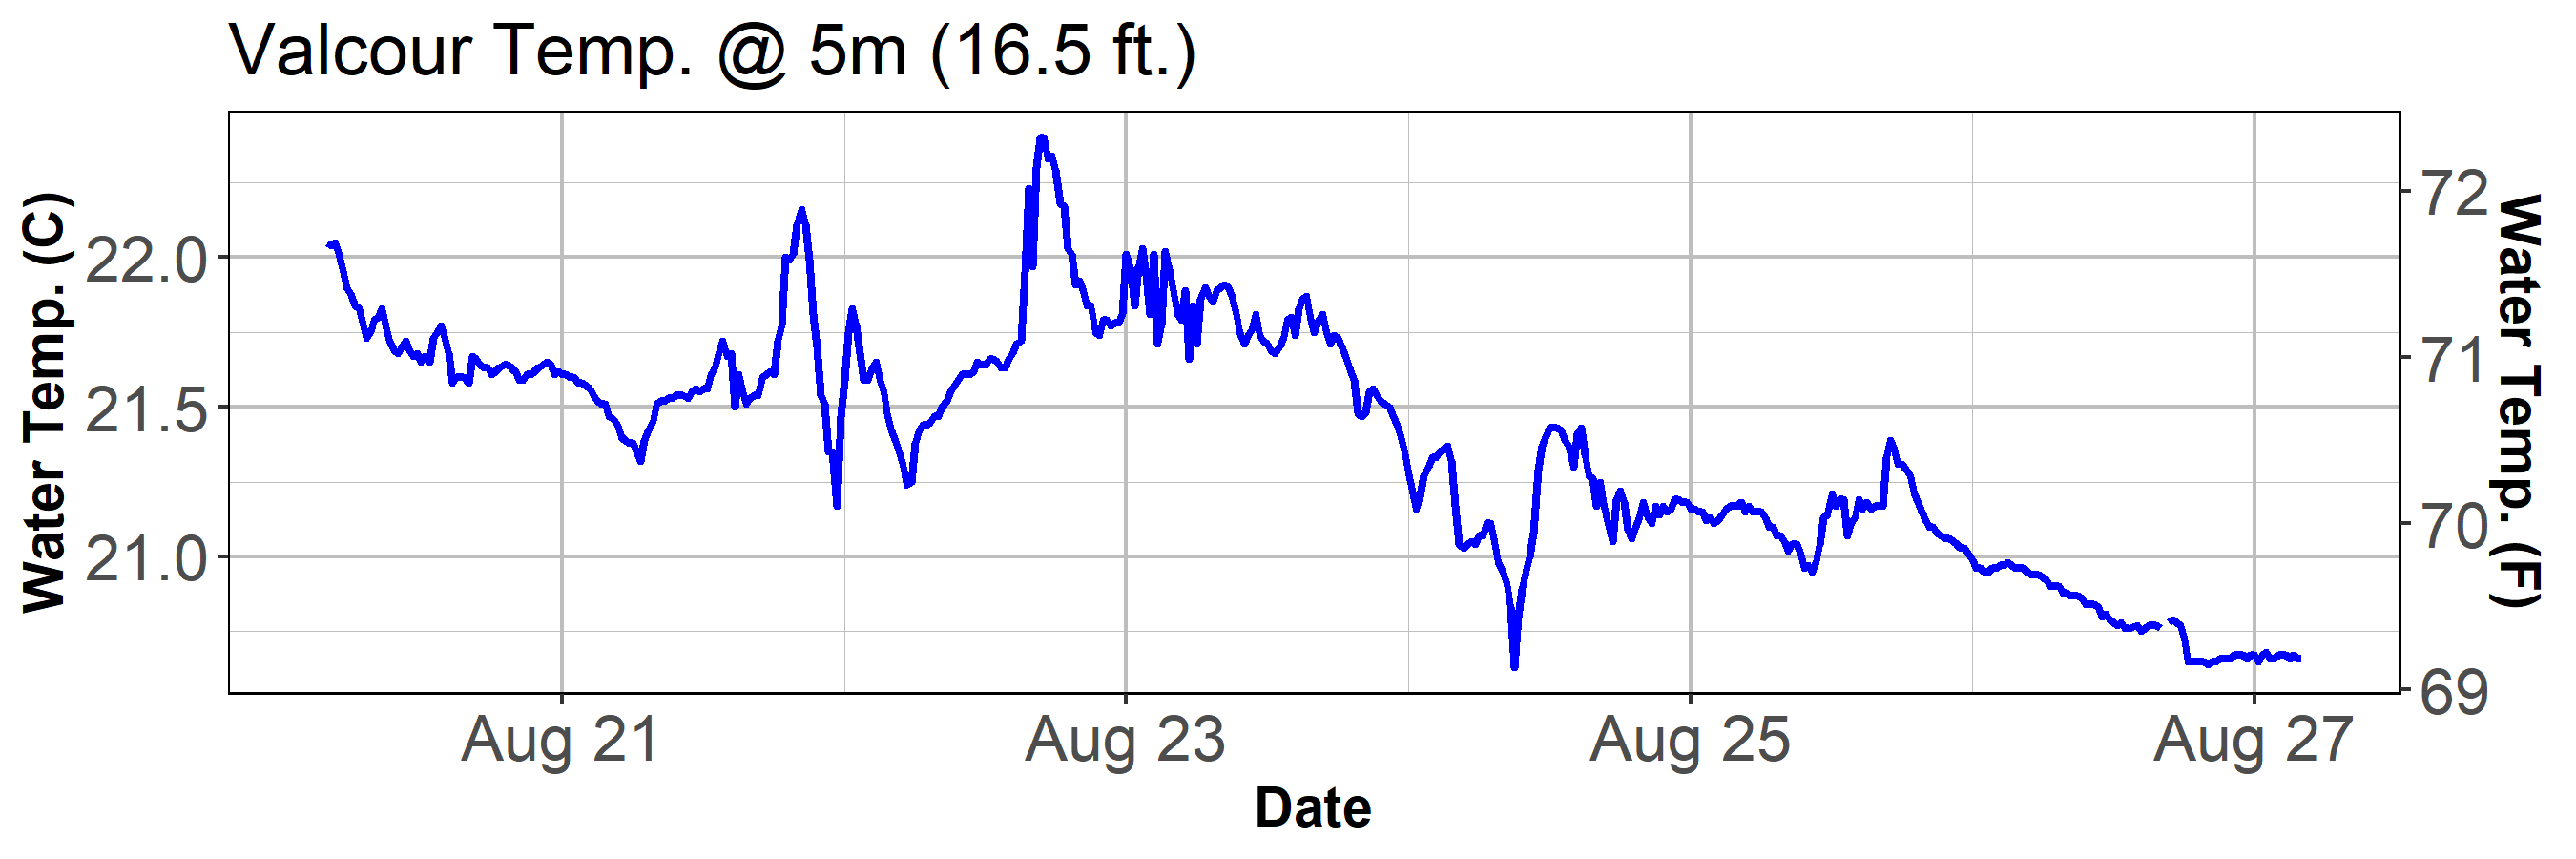 Valcour Temp. @ 5m (16.5 ft.)
Water Temp. (C)
22.0
21.5
21.0
72
71
70
69
Water Temp. (F)
Aug 21 Aug 23 Aug 25 Aug 27
Date